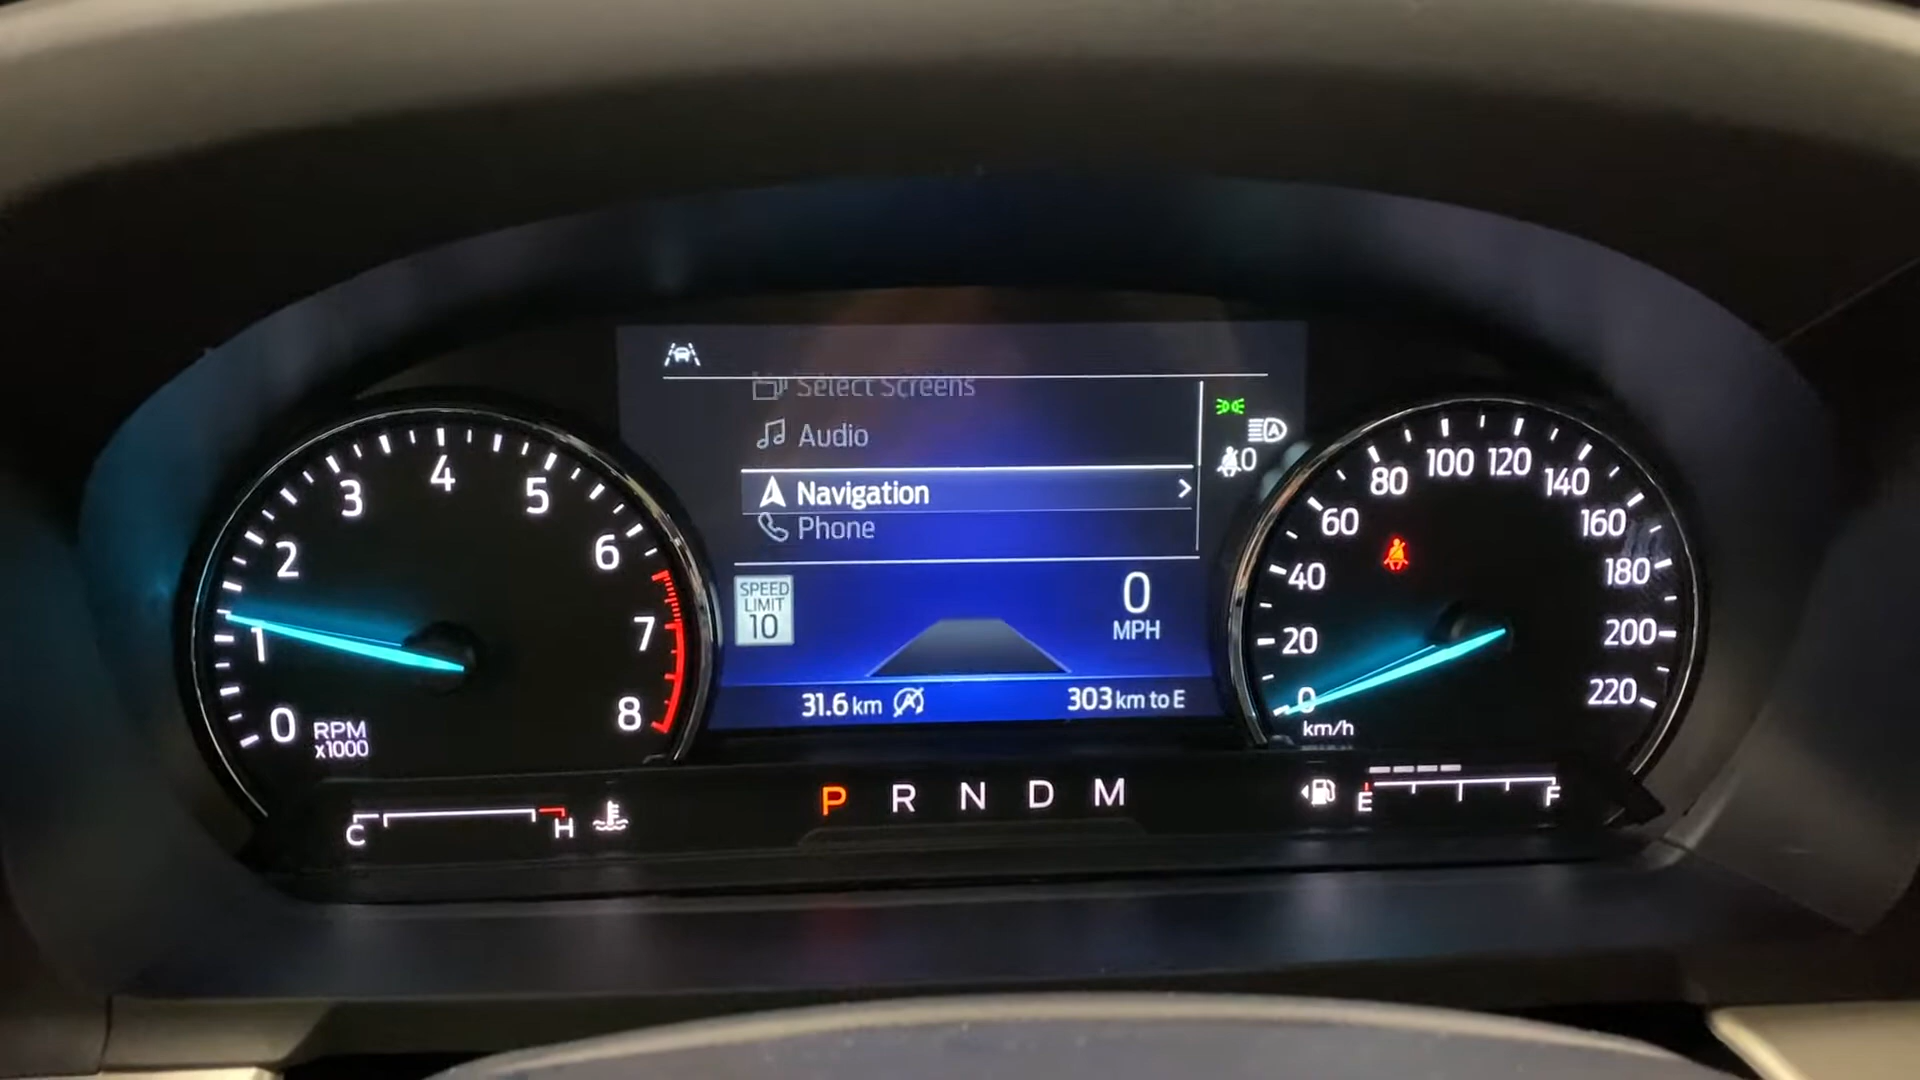 Select Screens
Audio
Navigation
Phone
SPEED
LIMIT
10
0
MPH
31.6 km
303 km to E
A
A
0
0
1
2
3
4
5
6
7
8
RPM
x1000
0
20
40
60
80
100
120
140
160
180
200
220
km/h
C
H
P R N D M
E
F